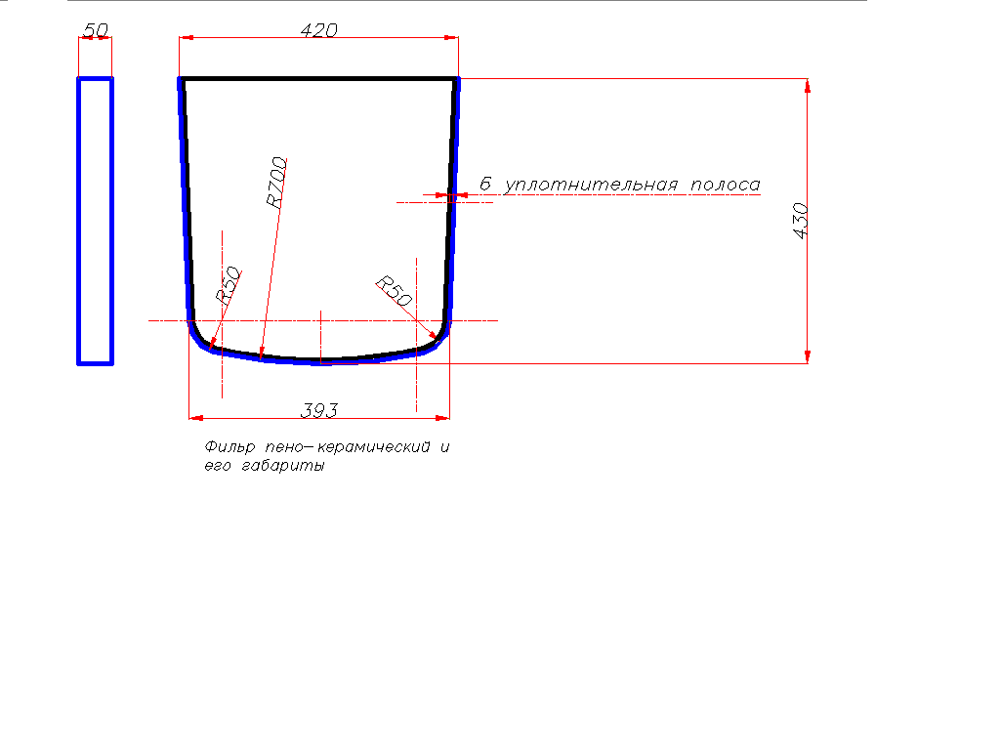 50
420
R700
6 уплотнительная полоса
430
R50
R50
393
Фильр пено-керамический и
его габариты